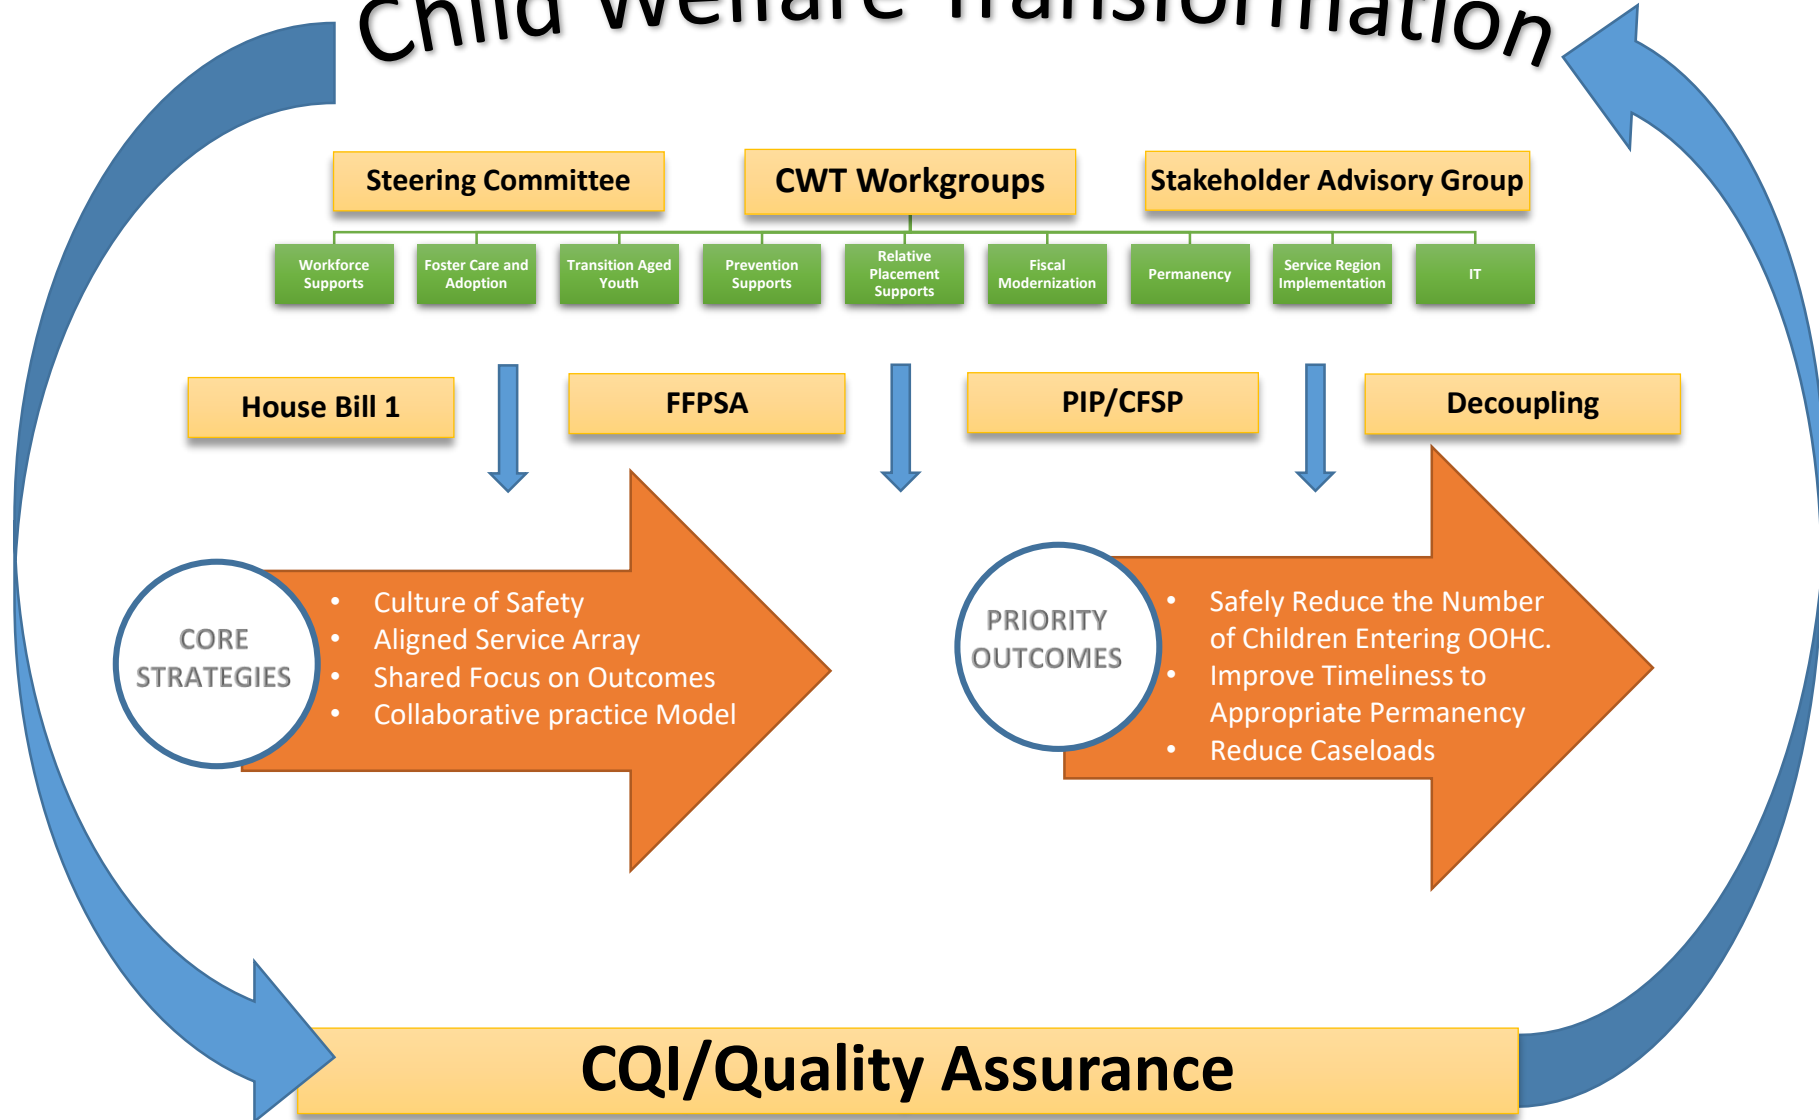 Child Welfare Transformation
Steering Committee
CWT Workgroups
Stakeholder Advisory Group
Workforce
Supports
Foster Care and
Adoption
Transition Aged
Youth
Prevention
Supports
Relative
Placement
Supports
Fiscal
Modernization
Permanency
Service Region
Implementation
IT
House Bill 1
FFPSA
PIP/CFSP
Decoupling
CORE
STRATEGIES
• Culture of Safety
• Aligned Service Array
• Shared Focus on Outcomes
• Collaborative practice Model
PRIORITY
OUTCOMES
• Safely Reduce the Number
of Children Entering OOHC.
• Improve Timeliness to
Appropriate Permanency
• Reduce Caseloads
CQI/Quality Assurance